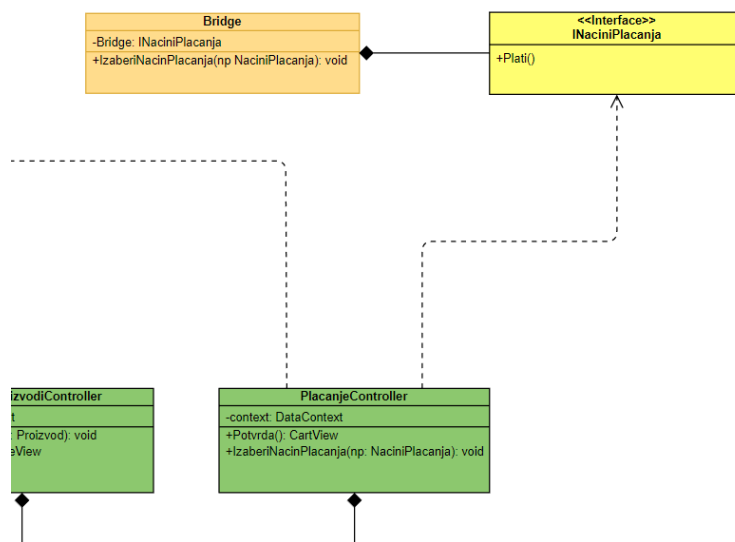 Bridge
-Bridge: INaciniPlacanja
+IzaberiNacinPlacanja(np NaciniPlacanja): void
<<Interface>>
INaciniPlacanja
+Plati()
izvodiController
t
: Proizvod): void
eView
PlacanjeController
-context: DataContext
+Potvrda(): CartView
+IzaberiNacinPlacanja(np: NaciniPlacanja): void